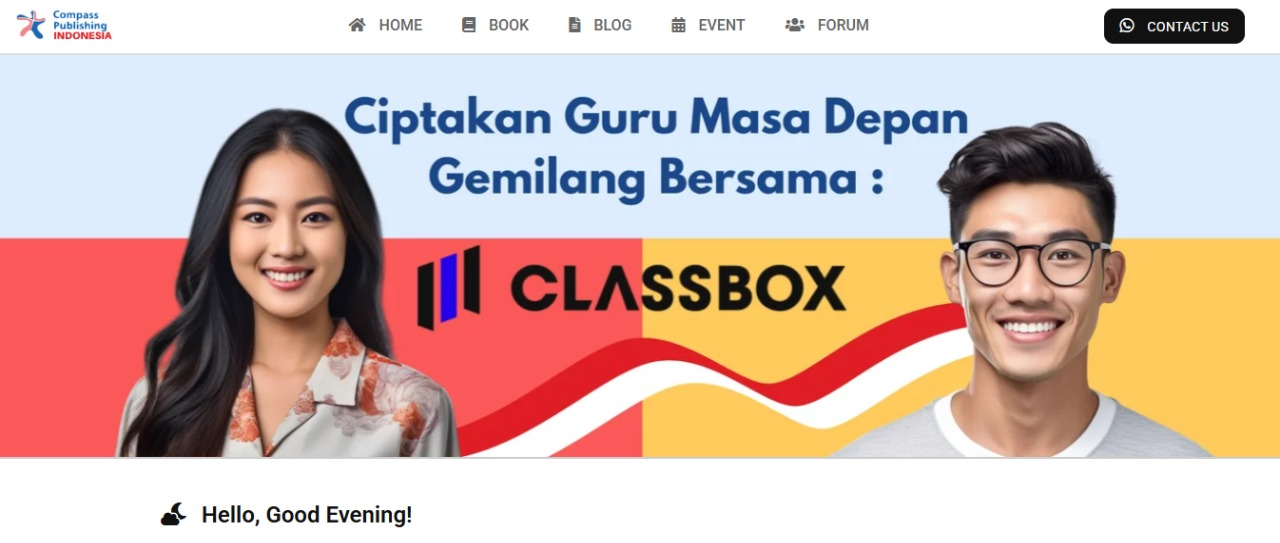 Compass
Publishing
INDONESIA
HOME
BOOK
BLOG
EVENT
FORUM
CONTACT US
Ciptakan Guru Masa Depan
Gemilang Bersama :
CLASSBOX
Hello, Good Evening!